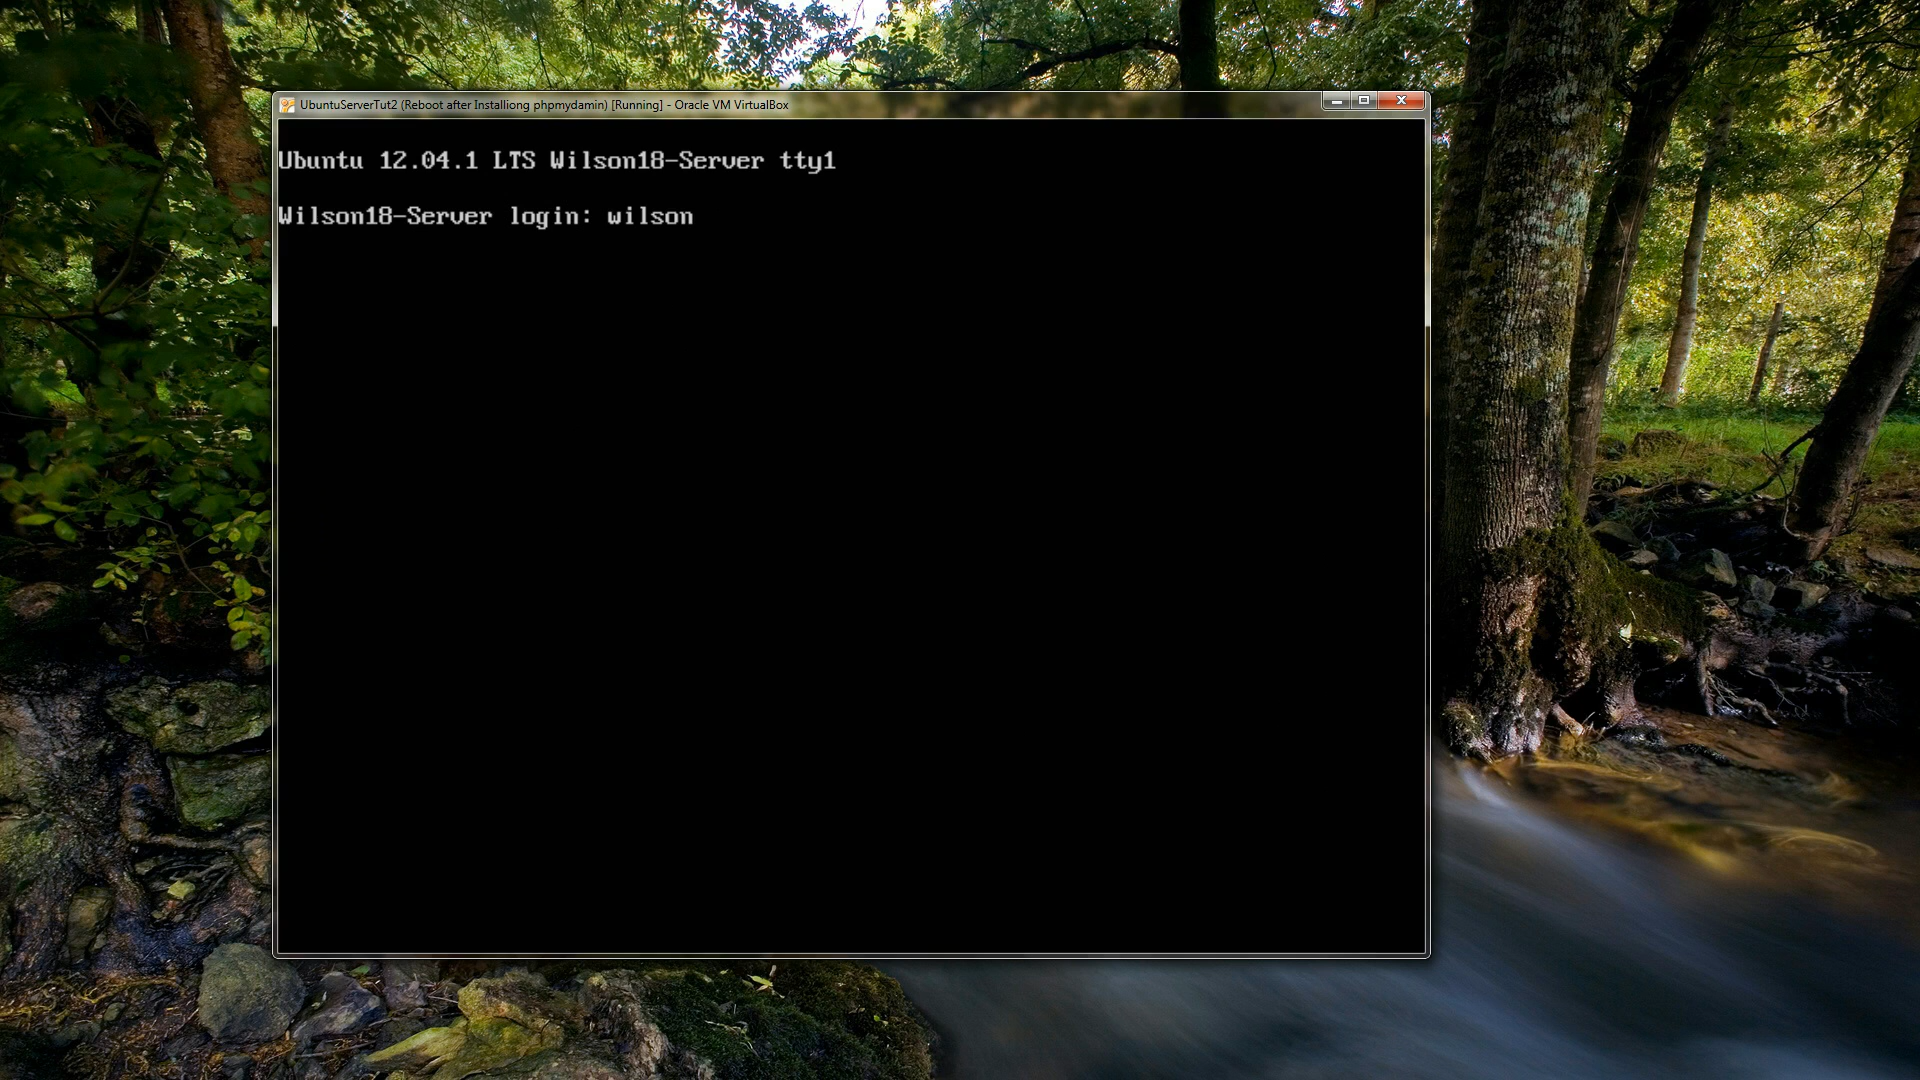 UbuntuServerTut2 (Reboot after Installiong phpmydamin) [Running] - Oracle VM VirtualBox
Ubuntu 12.04.1 LTS Wilson18-Server tty1
Wilson18-Server login: wilson